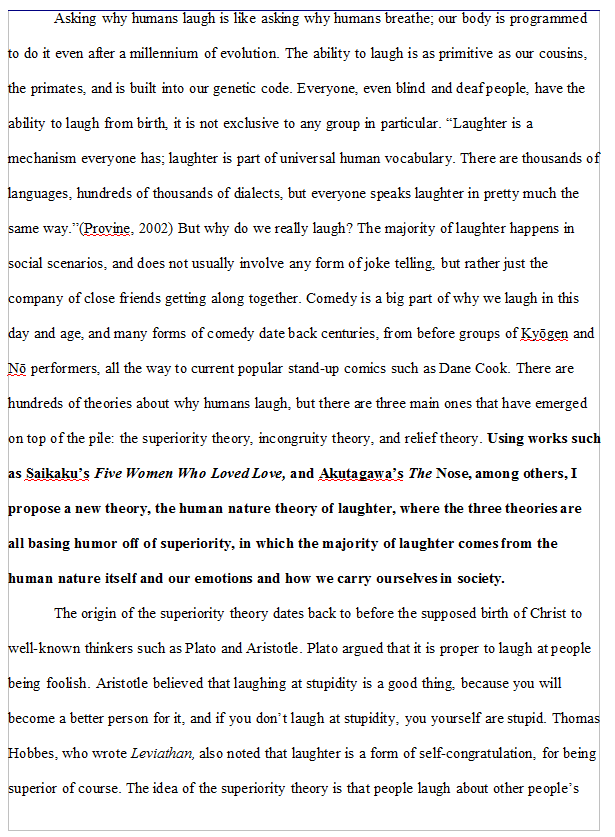 Asking why humans laugh is like asking why humans breathe; our body is programmed
to do it even after a millennium of evolution. The ability to laugh is as primitive as our cousins,
the primates, and is built into our genetic code. Everyone, even blind and deaf people, have the
ability to laugh from birth, it is not exclusive to any group in particular. “Laughter is a
mechanism everyone has; laughter is part of universal human vocabulary. There are thousands of
languages, hundreds of thousands of dialects, but everyone speaks laughter in pretty much the
same way.”(Provine, 2002) But why do we really laugh? The majority of laughter happens in
social scenarios, and does not usually involve any form of joke telling, but rather just the
company of close friends getting along together. Comedy is a big part of why we laugh in this
day and age, and many forms of comedy date back centuries, from before groups of Kyōgen and
Nō performers, all the way to current popular stand-up comics such as Dane Cook. There are
hundreds of theories about why humans laugh, but there are three main ones that have emerged
on top of the pile: the superiority theory, incongruity theory, and relief theory. Using works such
as Saikaku’s Five Women Who Loved Love, and Akutagawa’s The Nose, among others, I
propose a new theory, the human nature theory of laughter, where the three theories are
all basing humor off of superiority, in which the majority of laughter comes from the
human nature itself and our emotions and how we carry ourselves in society.
The origin of the superiority theory dates back to before the supposed birth of Christ to
well-known thinkers such as Plato and Aristotle. Plato argued that it is proper to laugh at people
being foolish. Aristotle believed that laughing at stupidity is a good thing, because you will
become a better person for it, and if you don’t laugh at stupidity, you yourself are stupid. Thomas
Hobbes, who wrote Leviathan, also noted that laughter is a form of self-congratulation, for being
superior of course. The idea of the superiority theory is that people laugh about other people’s